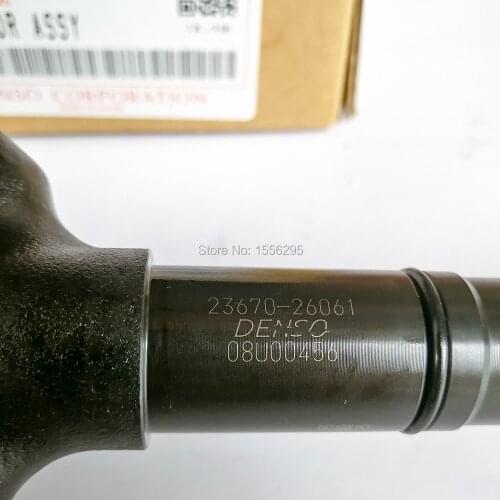 OR ASSY
NSO CORPORATION
Store No: 1556295
23670-26061
DENSO
08U00456